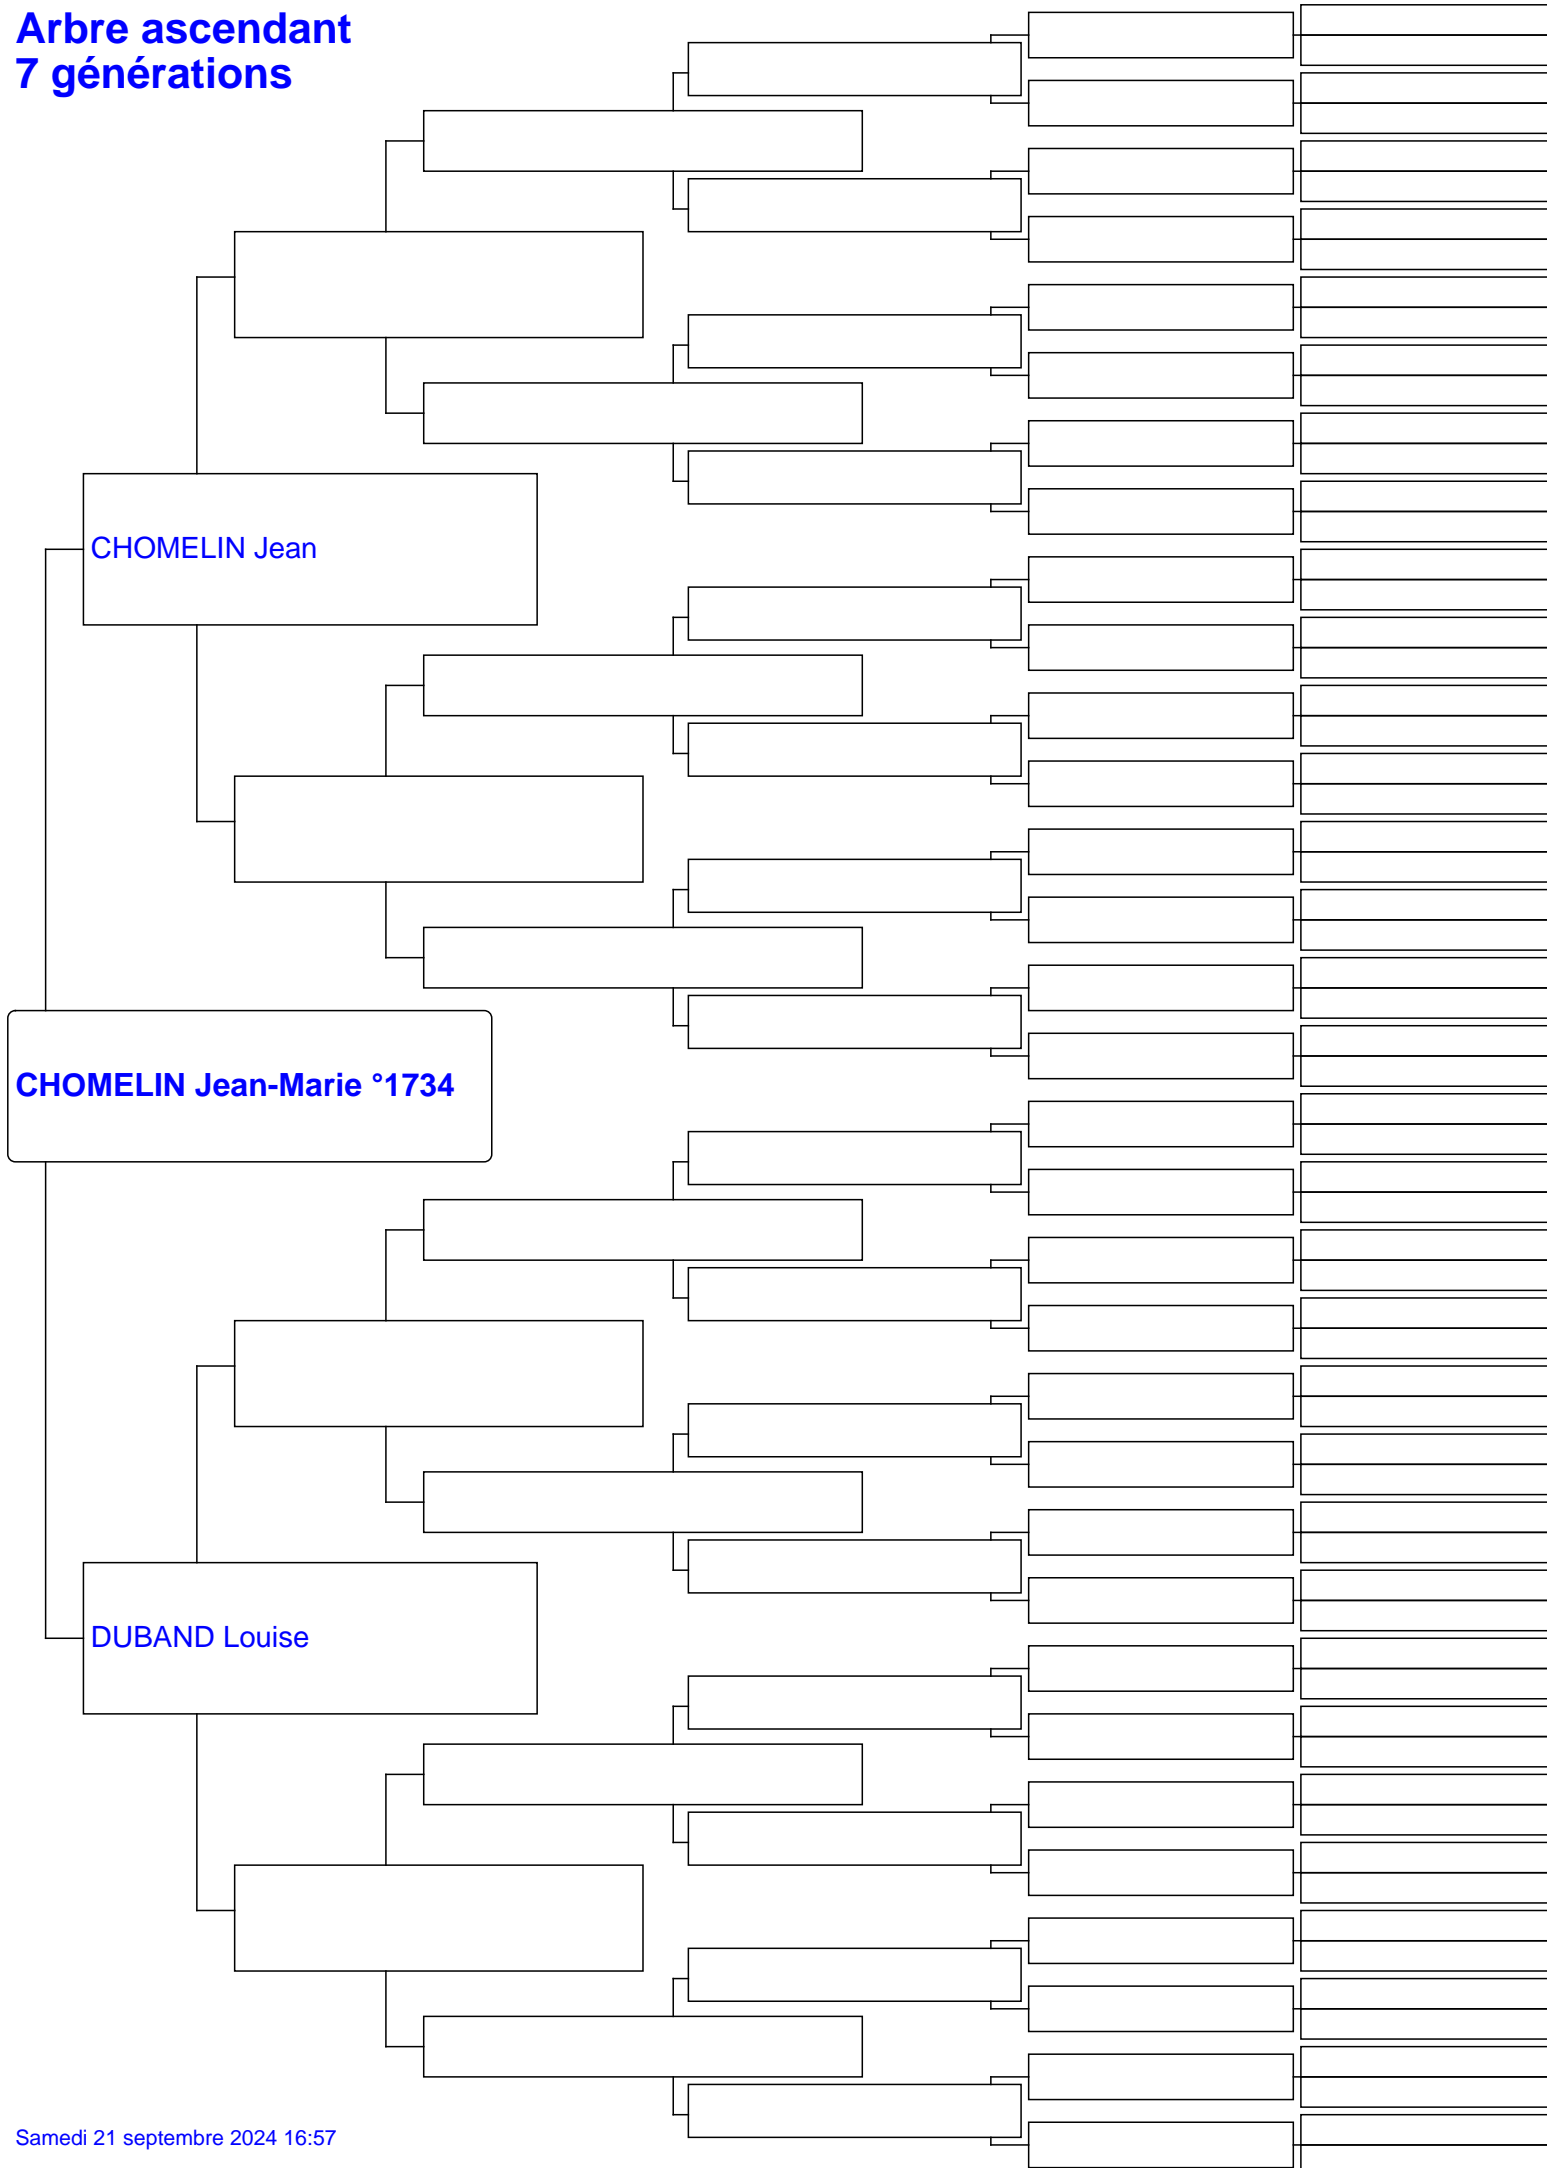 Arbre ascendant
7 générations
CHOMELIN Jean
CHOMELIN Jean-Marie °1734
DUBAND Louise
Samedi 21 septembre 2024 16:57